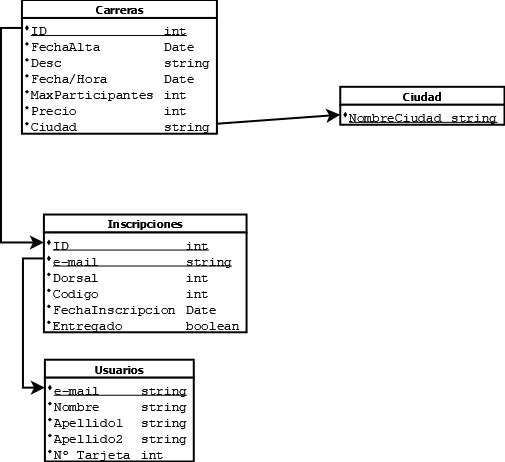 Carreras
ID int
FechaAlta Date
Desc string
Fecha/Hora Date
MaxParticipantes int
Precio int
Ciudad string
Ciudad
NombreCiudad string
Inscripciones
ID int
e-mail string
Dorsal int
Codigo int
FechaInscripcion Date
Entregado boolean
Usuarios
e-mail string
Nombre string
Apellido1 string
Apellido2 string
Nº Tarjeta int